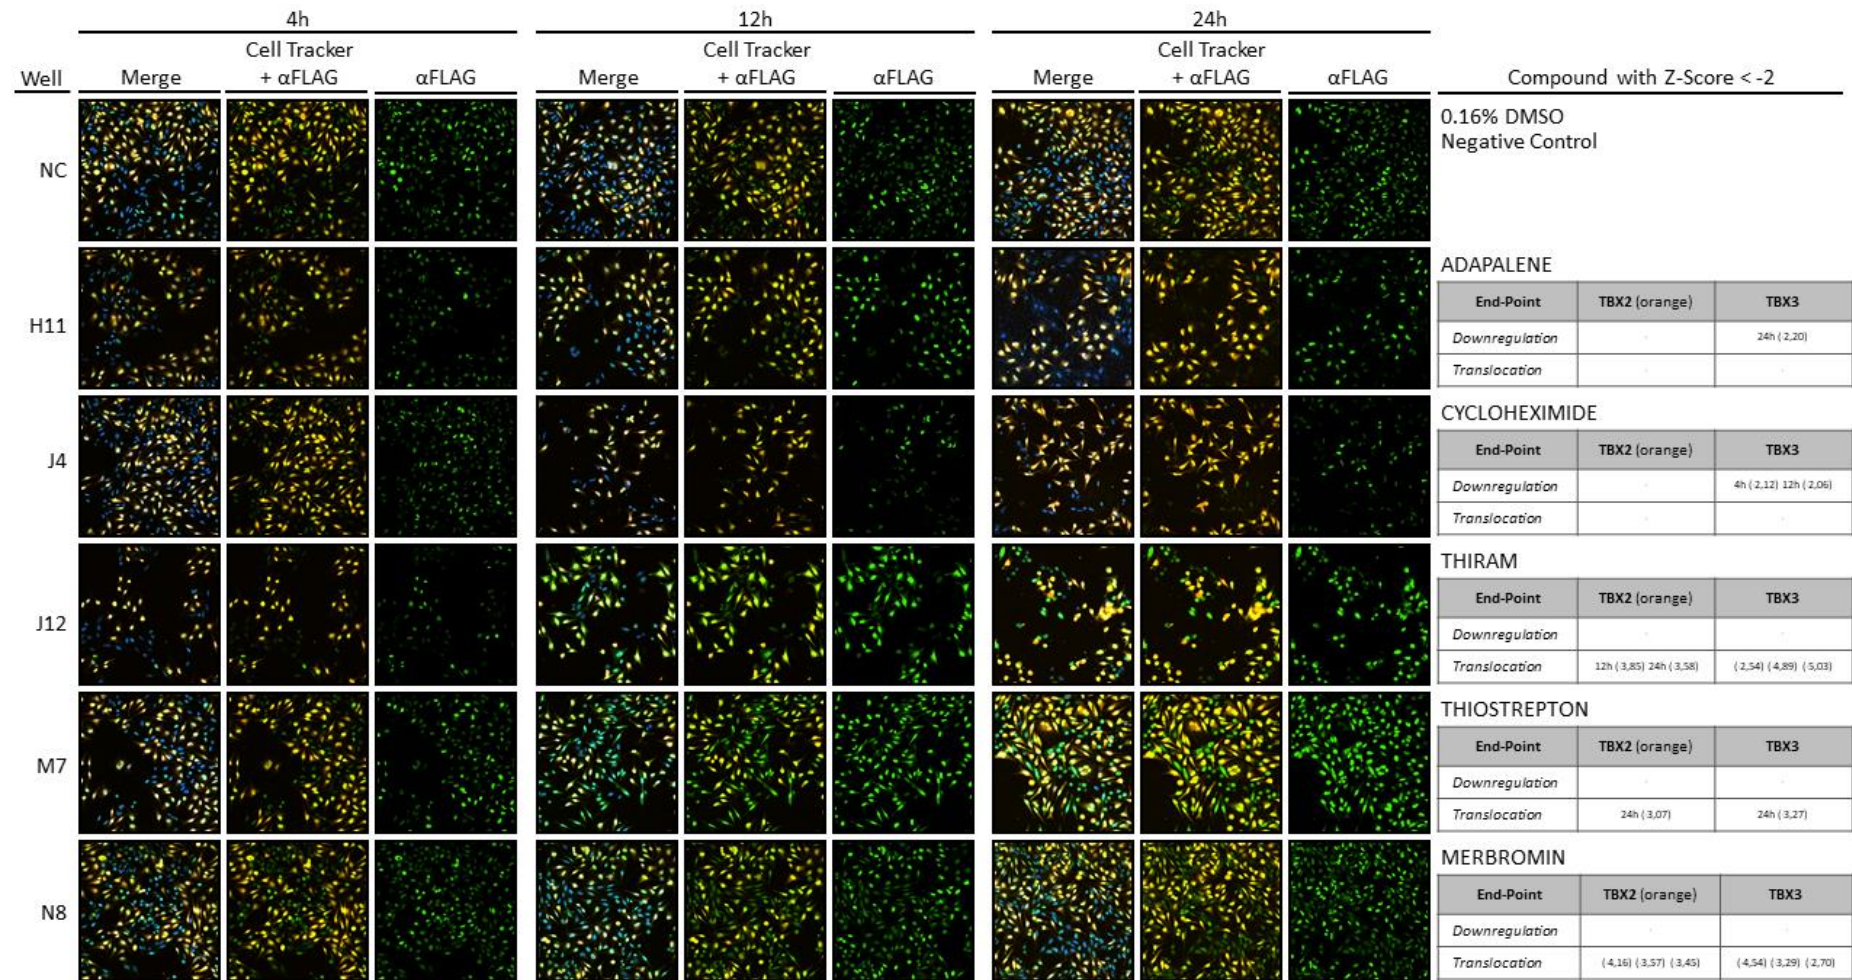 4h 12h 24h
Cell Tracker Cell Tracker Cell Tracker
Well Merge + αFLAG αFLAG Merge + αFLAG αFLAG Merge + αFLAG αFLAG Compound with Z-Score < -2
NC
0.16% DMSO
Negative Control
H11
ADAPALENE
End-Point TBX2 (orange) TBX3
Downregulation - 24h (-2,20)
Translocation - -
J4
CYCLOHEXIMIDE
End-Point TBX2 (orange) TBX3
Downregulation - 4h (-2,12) 12h (-2,06)
Translocation - -
J12
THIRAM
End-Point TBX2 (orange) TBX3
Downregulation - -
Translocation 12h (-3,85) 24h (-3,58) (-2,54) (-4,89) (-5,03)
M7
THIOSTREPTON
End-Point TBX2 (orange) TBX3
Downregulation - -
Translocation 24h (-3,07) 24h (-3,27)
N8
MERBROMIN
End-Point TBX2 (orange) TBX3
Downregulation - -
Translocation (-4,16) (-3,57) (-3,45) (-4,54) (-3,29) (-2,70)